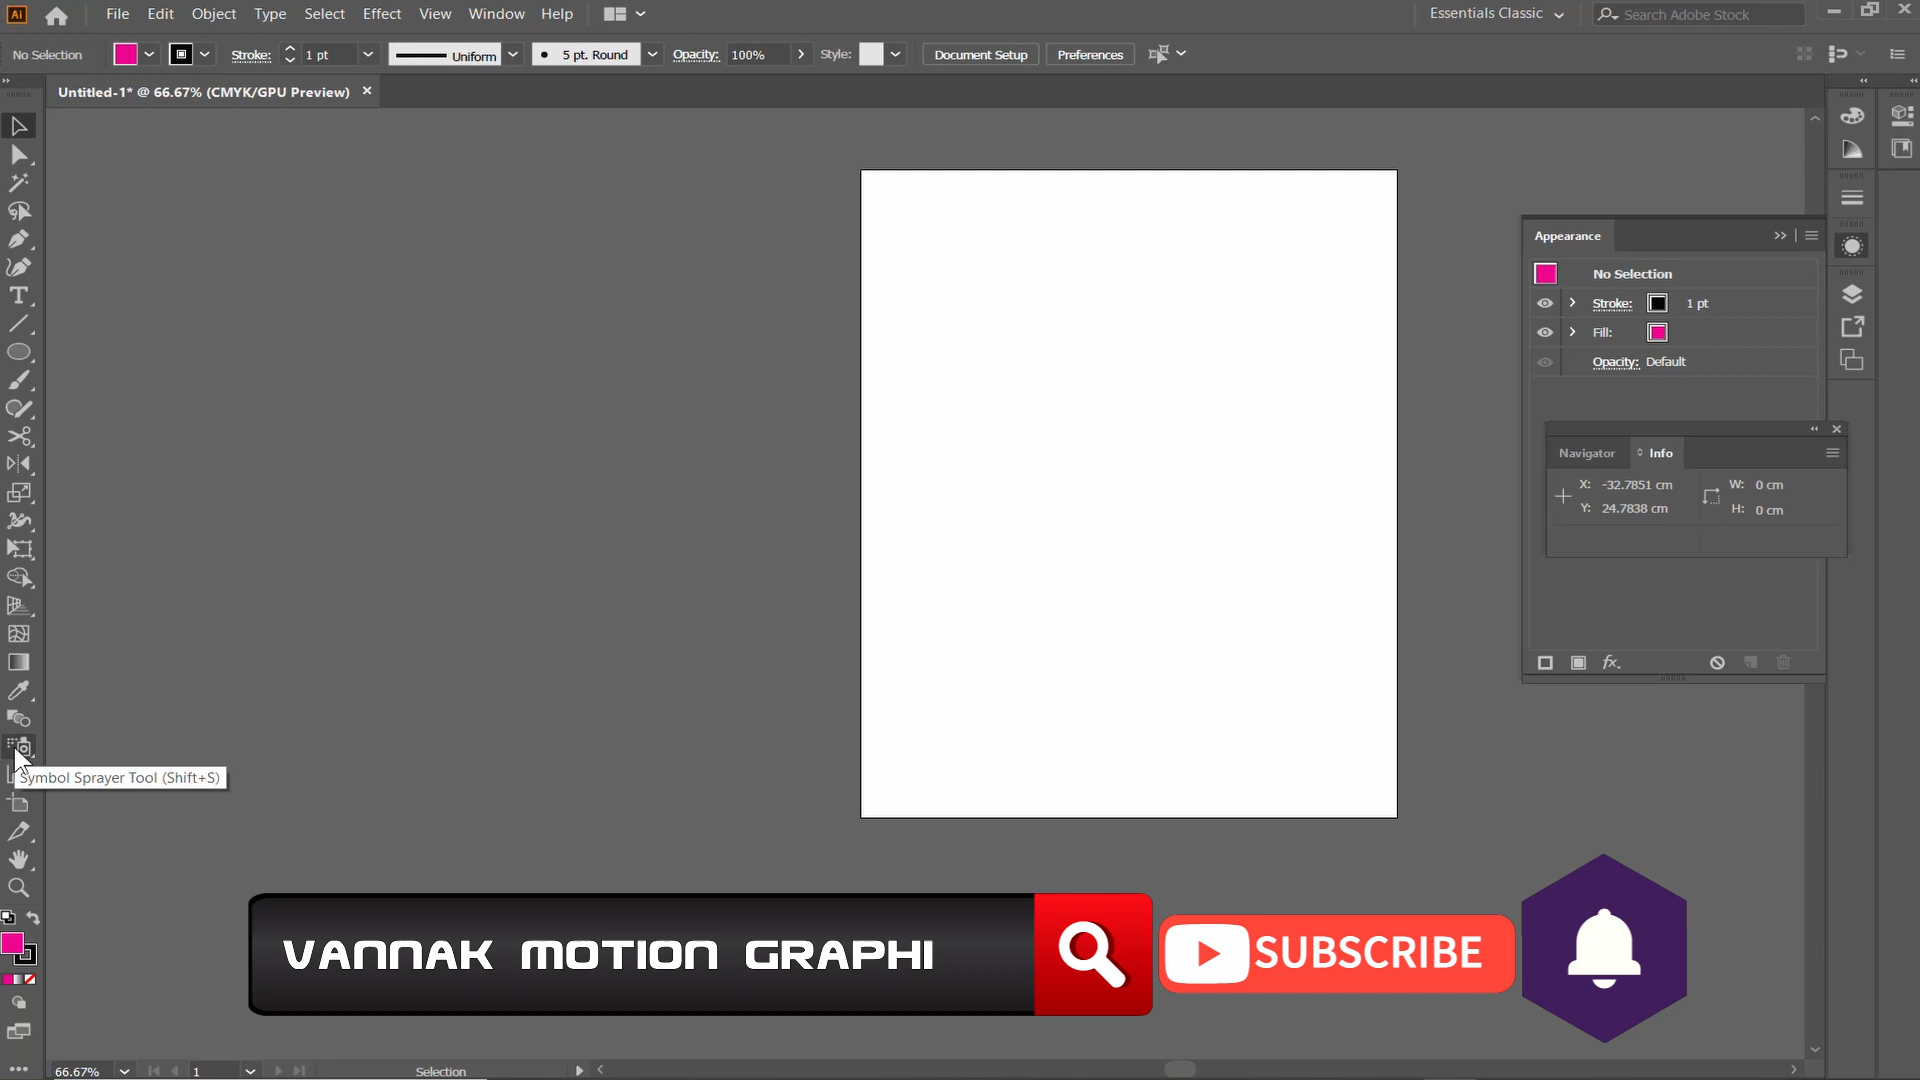 Ai File Edit Object Type Select Effect View Window Help Essentials Classic Search Adobe Stock
No Selection Stroke: 1 pt Uniform 5 pt. Round Opacity: 100% Style: Document Setup Preferences
Untitled-1* @ 66.67% (CMYK/GPU Preview)
Appearance
No Selection
Stroke: 1 pt
Fill:
Opacity: Default
Navigator Info
X: -32.7851 cm W: 0 cm
Y: 24.7838 cm H: 0 cm
fx.
Symbol Sprayer Tool (Shift+S)
VANNAK MOTION GRAPHI SUBSCRIBE
66.67% 1 Selection